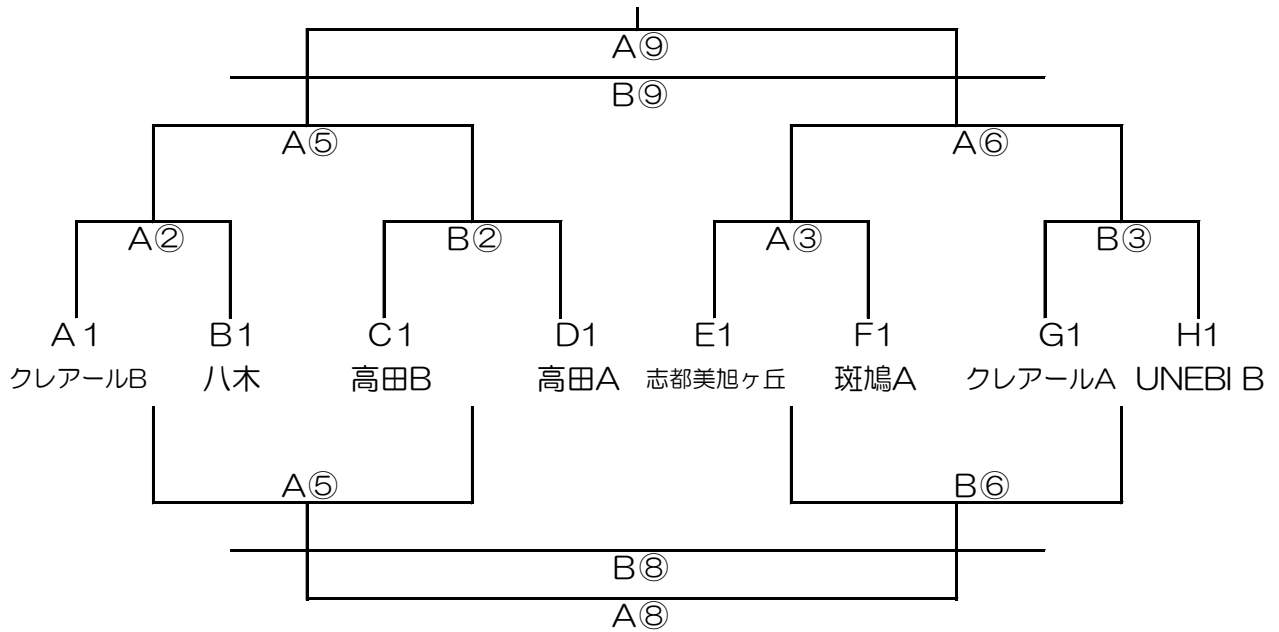 A⑨
B⑨
A⑤ A⑥
A② B② A③ B③
A1 B1 C1 D1 E1 F1 G1 H1
クレアールB 八木 高田B 高田A 志都美旭ヶ丘 斑鳩A クレアールA UNEBI B
A⑤ B⑥
B⑧
A⑧